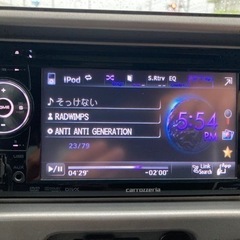 iPod S.Rtrv EQ
♪ そっけない
RADWIMPS
ANTI ANTI GENERATION
5:54 PM
23/79
04'29' -02'00'
Link Search
carrozzeria